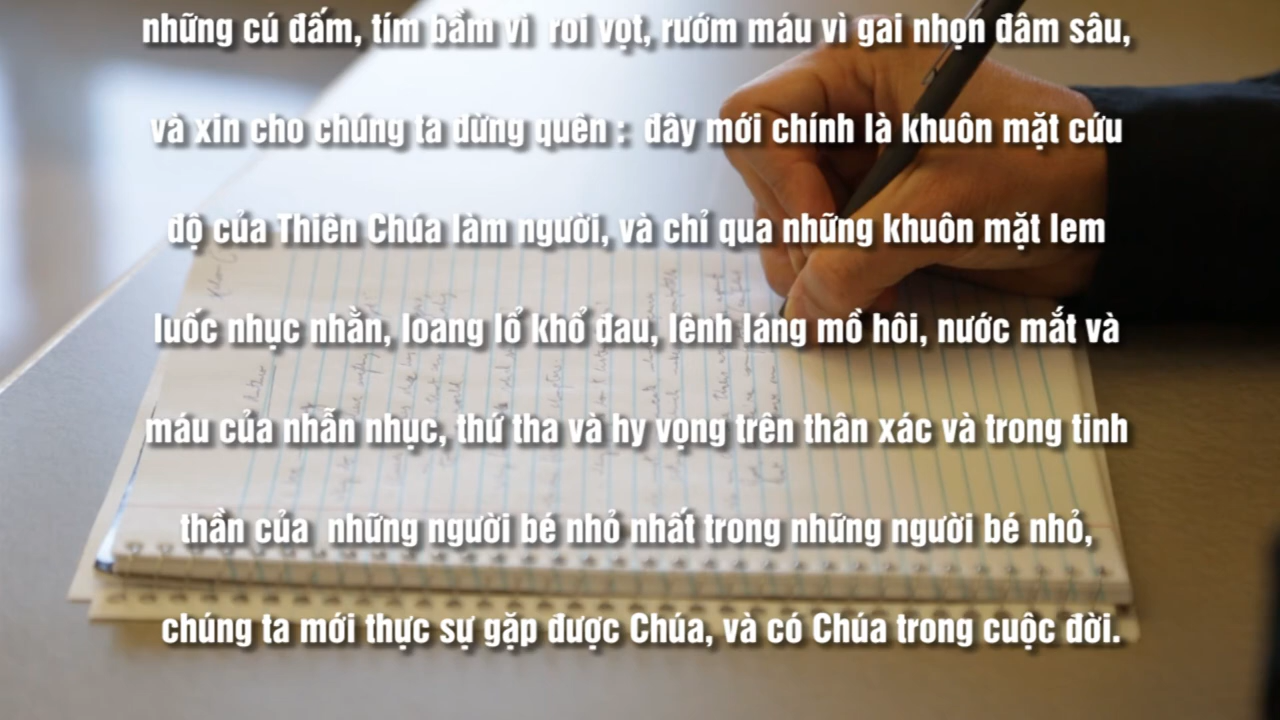 những cú đấm, tím bầm vì  roi vọt, rướm máu vì gai nhọn đâm sâu,
và xin cho chúng ta đừng quên :  đây mới chính là khuôn mặt cứu
độ của Thiên Chúa làm người, và chỉ qua những khuôn mặt lem
luốc nhục nhằn, loang lổ khổ đau, lênh láng mồ hôi, nước mắt và
máu của nhẫn nhục, thứ tha và hy vọng trên thân xác và trong tinh
thần của  những người bé nhỏ nhất trong những người bé nhỏ,
chúng ta mới thực sự gặp được Chúa, và có Chúa trong cuộc đời.